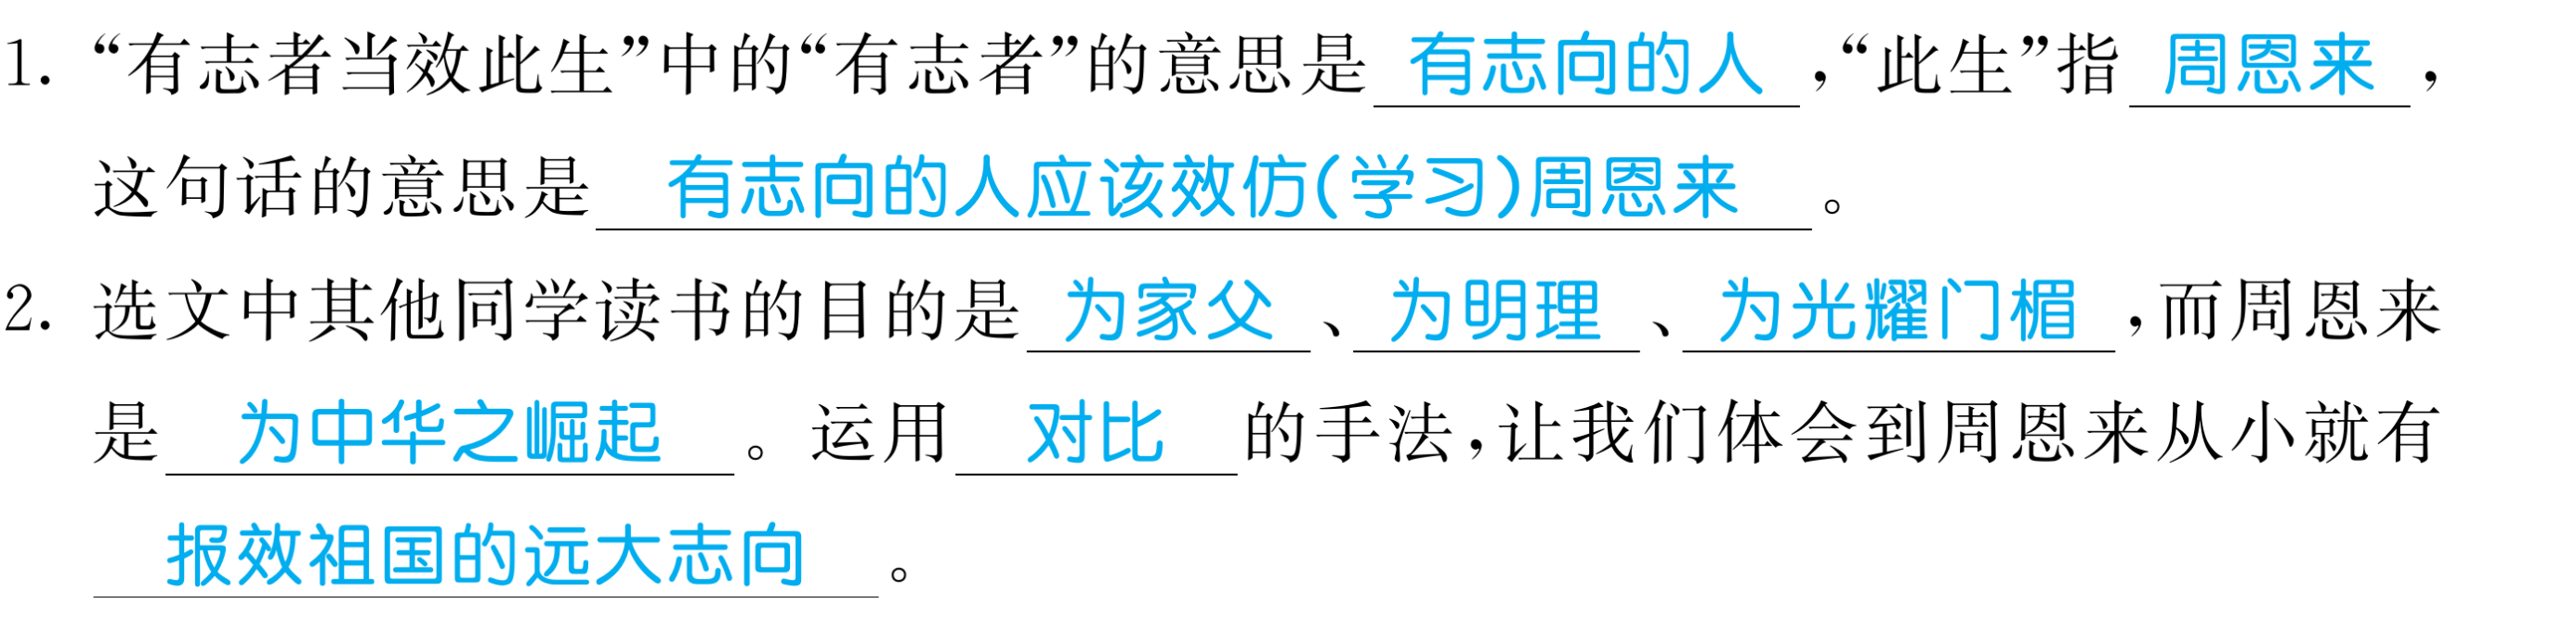 1. “有志者当效此生”中的“有志者”的意思是 有志向的人 ,“此生”指 周恩来 ,
这句话的意思是 有志向的人应该效仿(学习)周恩来 。
2. 选文中其他同学读书的目的是 为家父 、 为明理 、 为光耀门楣 ,而周恩来
是 为中华之崛起 。运用 对比 的手法,让我们体会到周恩来从小就有
报效祖国的远大志向 。